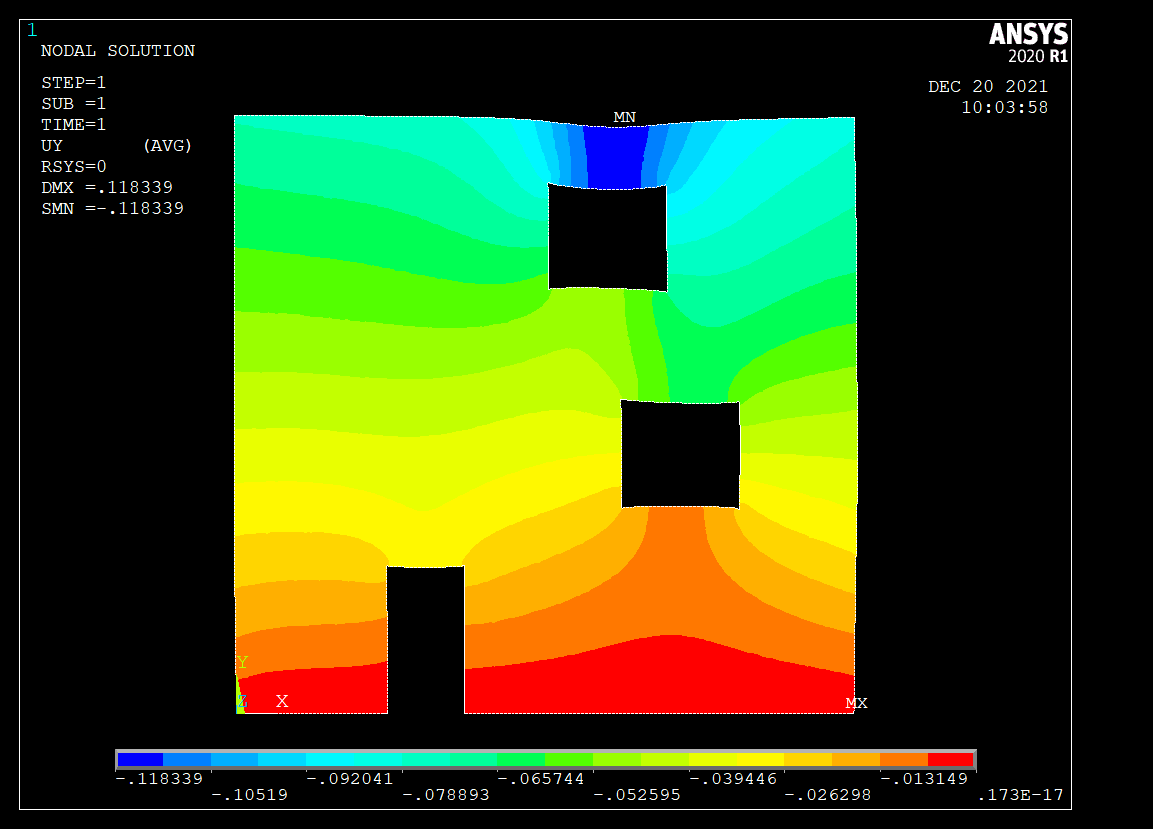 1
ANSYS
2020 R1
NODAL SOLUTION
STEP=1
SUB =1
TIME=1
UY (AVG)
RSYS=0
DMX =.118339
SMN =-.118339
DEC 20 2021
10:03:58
MN
Y
Z X
MX
-.118339 -.092041 -.065744 -.039446 -.013149
-.10519 -.078893 -.052595 -.026298 .173E-17